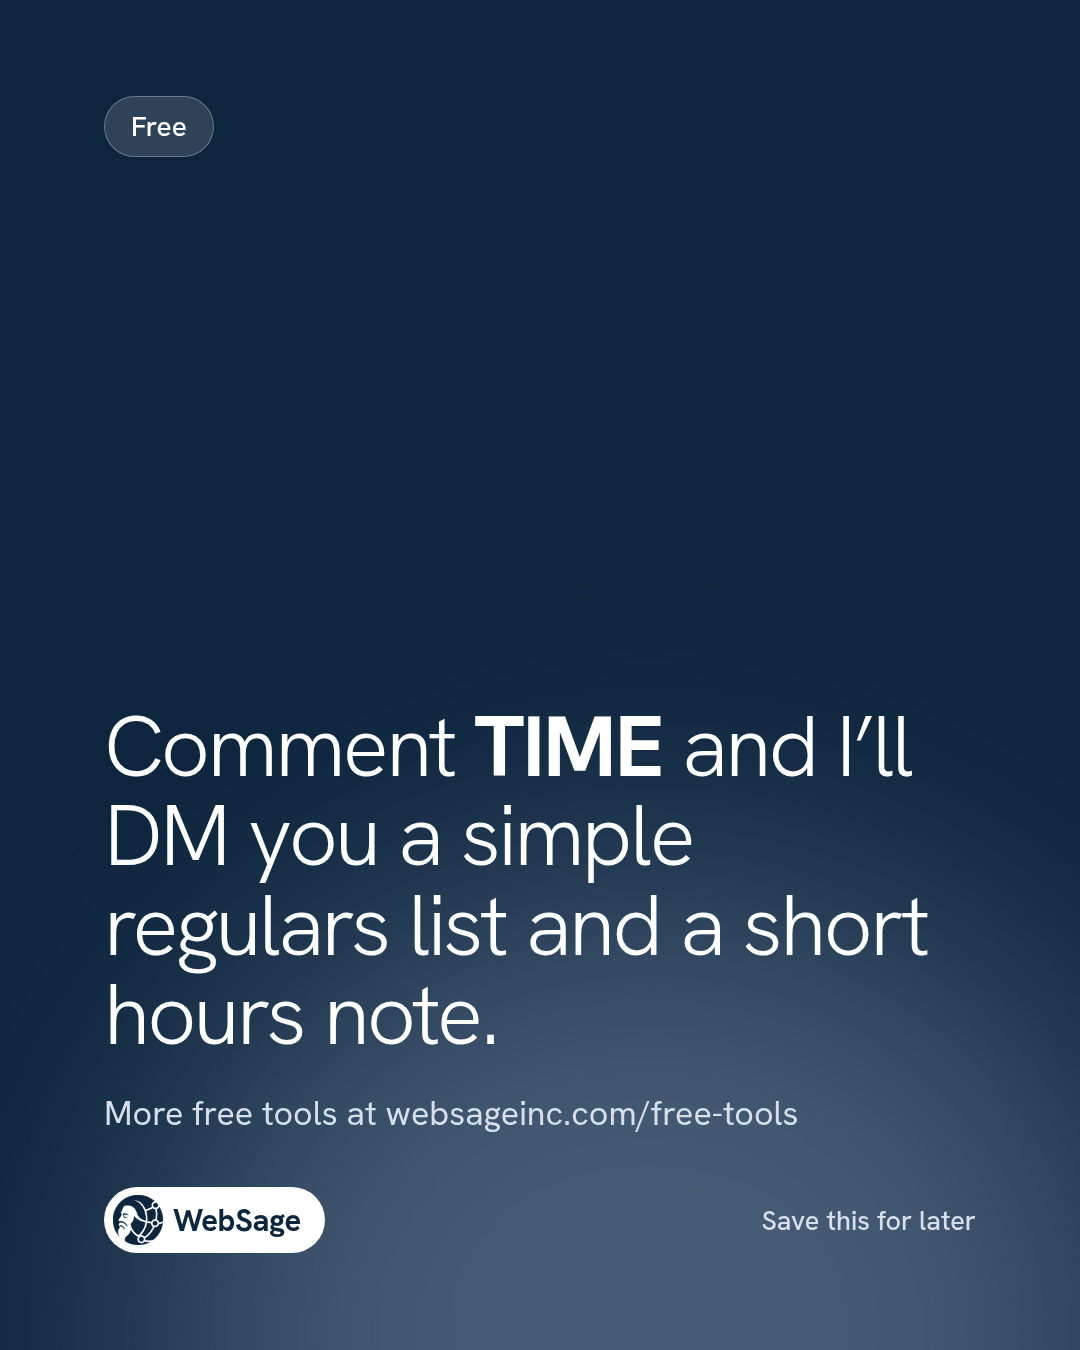 Free
Comment TIME and I’ll
DM you a simple
regulars list and a short
hours note.
More free tools at websageinc.com/free-tools
WebSage
Save this for later